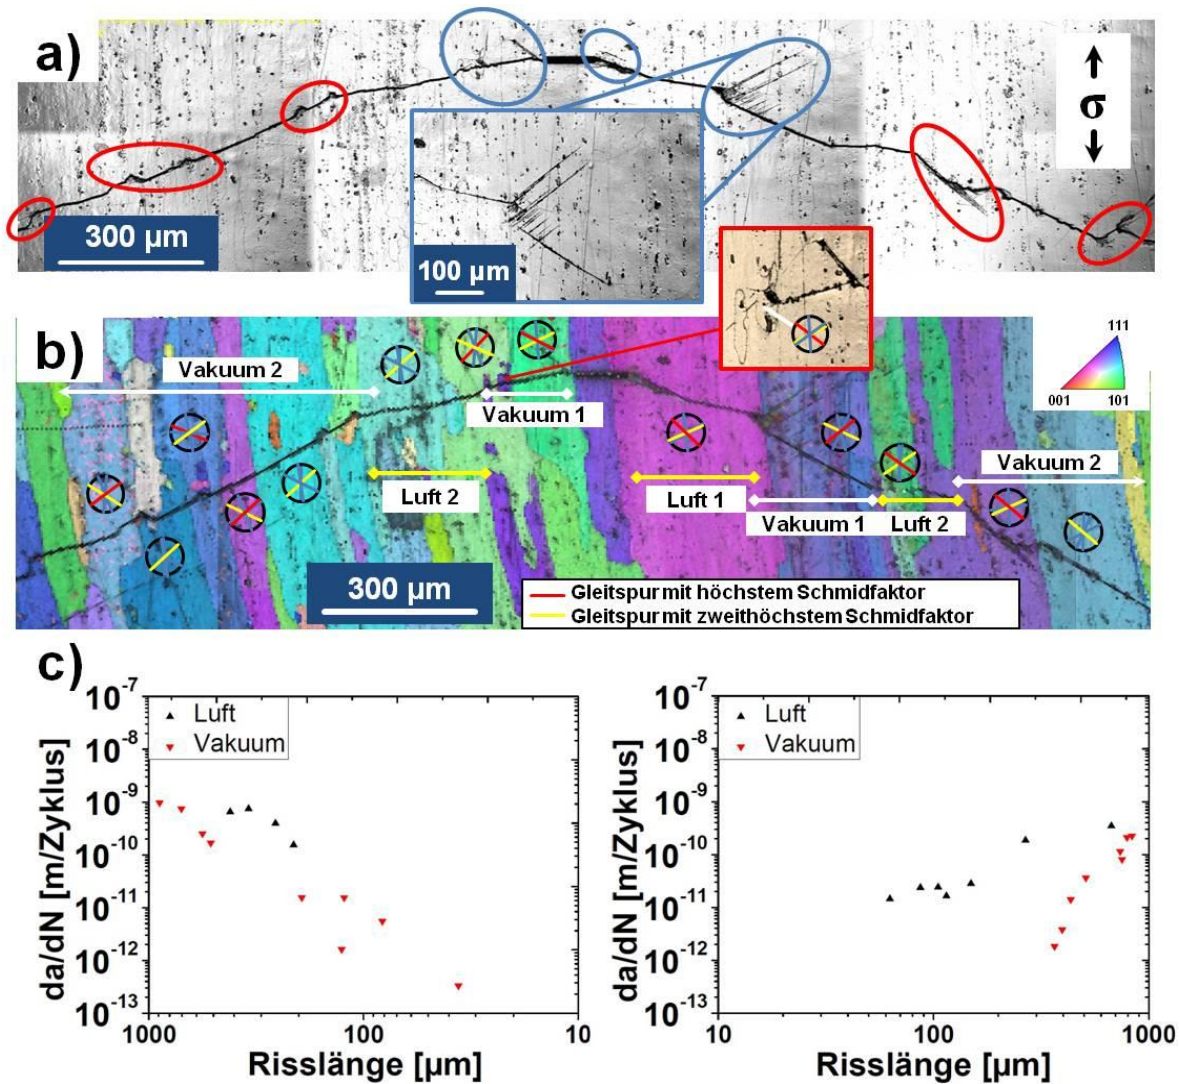 a)
σ
300 µm
100 µm
b)
Vakuum 2
Vakuum 1
111
001
101
Vakuum 2
Luft 2
Luft 1
Vakuum 1
Luft 2
300 µm
Gleitspur mit höchstem Schmidfaktor
Gleitspur mit zweithöchstem Schmidfaktor
c)
da/dN [m/Zyklus]
10-7
10-8
10-9
10-10
10-11
10-12
10-13
Luft
Vakuum
1000
100
10
Risslänge [µm]
da/dN [m/Zyklus]
10-7
10-8
10-9
10-10
10-11
10-12
10-13
Luft
Vakuum
10
100
1000
Risslänge [µm]